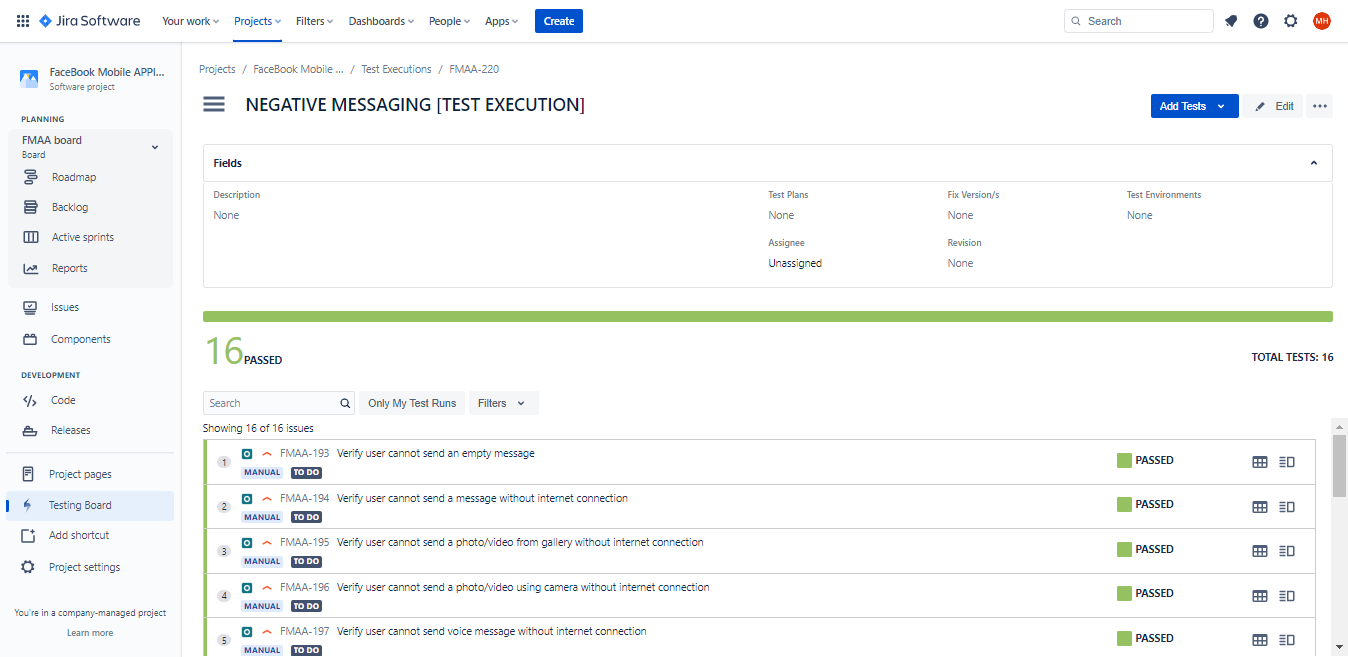 Jira Software Your work Projects Filters Dashboards People Apps Create Search MH
FaceBook Mobile APPl...
Software project
PLANNING
FMAA board
Board
Roadmap
Backlog
Active sprints
Reports
Issues
Components
DEVELOPMENT
Code
Releases
Project pages
Testing Board
Add shortcut
Project settings
You're in a company-managed project
Learn more
Projects / FaceBook Mobile ... / Test Executions / FMAA-220
NEGATIVE MESSAGING [TEST EXECUTION]
Add Tests Edit
Fields
Description Test Plans Fix Version/s Test Environments
None None None None
Assignee Revision
Unassigned None
16 PASSED TOTAL TESTS: 16
Search Only My Test Runs Filters
Showing 16 of 16 issues
1 FMAA-193 Verify user cannot send an empty message PASSED
MANUAL TO DO
2 FMAA-194 Verify user cannot send a message without internet connection PASSED
MANUAL TO DO
3 FMAA-195 Verify user cannot send a photo/video from gallery without internet connection PASSED
MANUAL TO DO
4 FMAA-196 Verify user cannot send a photo/video using camera without internet connection PASSED
MANUAL TO DO
5 FMAA-197 Verify user cannot send voice message without internet connection PASSED
MANUAL TO DO